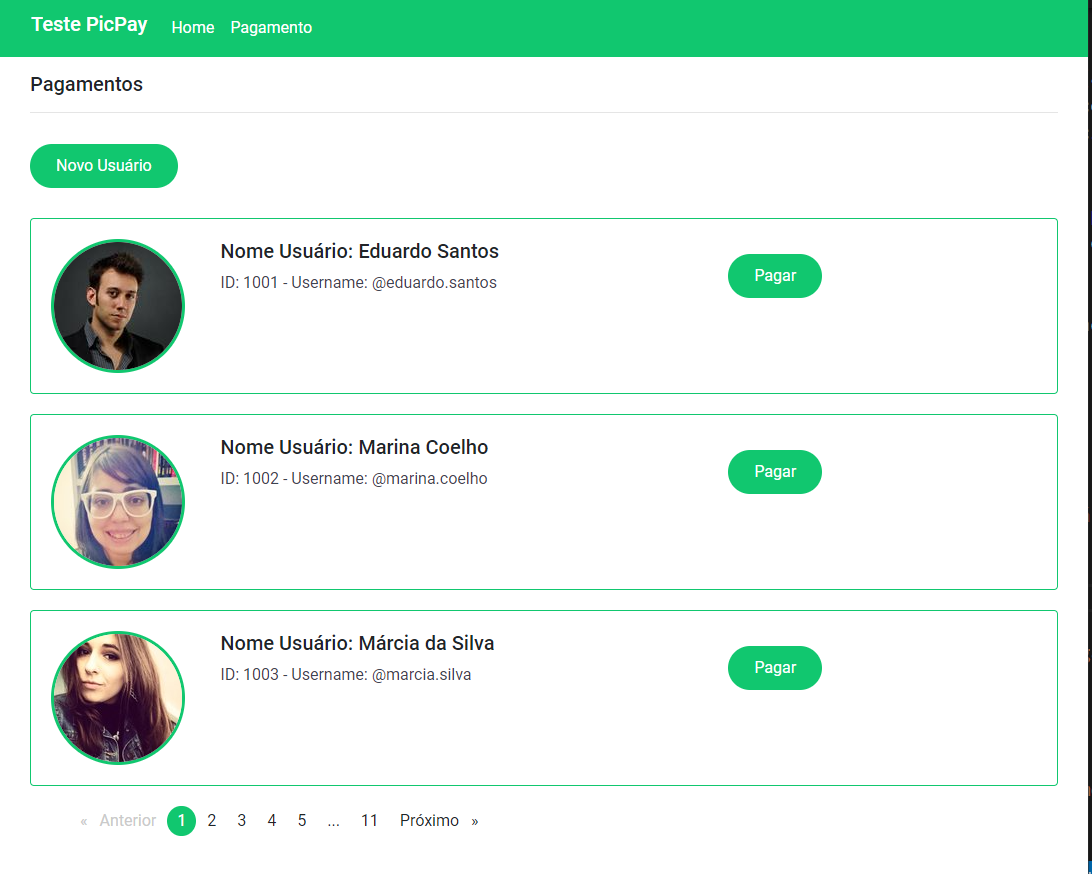 Teste PicPay Home Pagamento
Pagamentos
Novo Usuário
Nome Usuário: Eduardo Santos
ID: 1001 - Username: @eduardo.santos
Pagar
Nome Usuário: Marina Coelho
ID: 1002 - Username: @marina.coelho
Pagar
Nome Usuário: Márcia da Silva
ID: 1003 - Username: @marcia.silva
Pagar
« Anterior 1 2 3 4 5 ... 11 Próximo »